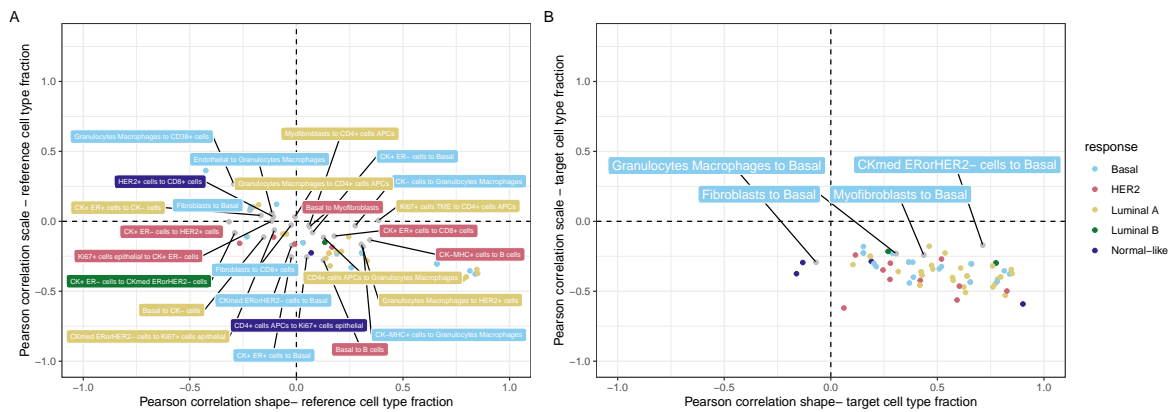 A
Pearson correlation scale − reference cell type fraction
1.0
0.5
0.0
−0.5
−1.0
Granulocytes Macrophages to CD38+ cells
Myofibroblasts to CD4+ cells APCs
Endothelial to Granulocytes Macrophages
CK+ ER− cells to Basal
HER2+ cells to CD8+ cells
Granulocytes Macrophages to CD4+ cells APCs
CK− cells to Granulocytes Macrophages
CK+ ER+ cells to CK− cells
Fibroblasts to Basal
Basal to Myofibroblasts
Ki67+ cells TME to CD4+ cells APCs
CK+ ER− cells to HER2+ cells
CK+ ER+ cells to CD8+ cells
Ki67+ cells epithelial to CK+ ER− cells
CK−MHC+ cells to B cells
Fibroblasts to CD8+ cells
CK+ ER− cells to CKmed ERorHER2− cells
CD4+ cells APCs to Granulocytes Macrophages
CKmed ERorHER2− cells to Basal
Granulocytes Macrophages to HER2+ cells
Basal to CK− cells
CD4+ cells APCs to Ki67+ cells epithelial
CKmed ERorHER2− cells to Ki67+ cells epithelial
CK−MHC+ cells to Granulocytes Macrophages
Basal to B cells
CK+ ER+ cells to Basal
−1.0
−0.5
0.0
0.5
1.0
Pearson correlation shape− reference cell type fraction
B
Pearson correlation scale − target cell type fraction
1.0
0.5
0.0
−0.5
−1.0
Granulocytes Macrophages to Basal
CKmed ERorHER2− cells to Basal
Fibroblasts to Basal
Myofibroblasts to Basal
−1.0
−0.5
0.0
0.5
1.0
Pearson correlation shape− target cell type fraction
response
Basal
HER2
Luminal A
Luminal B
Normal−like